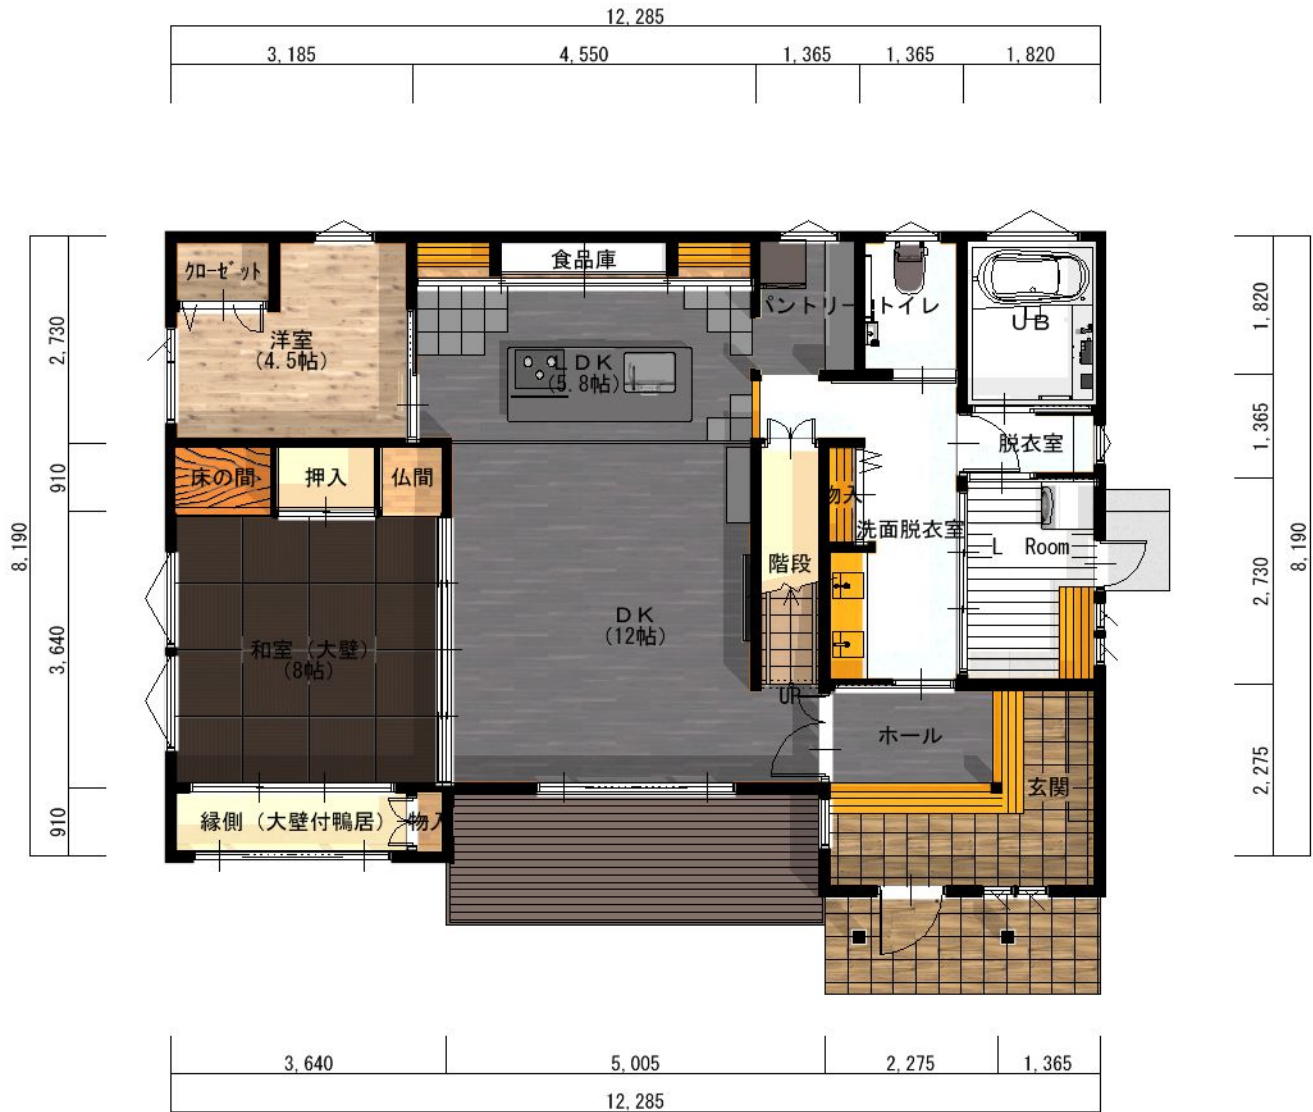 12,285
3,185
4,550
1,365
1,365
1,820
食品庫
クローゼット
パントリー
トイレ
UB
洋室
(4.5帖)
LDK
(5.8帖)
2,730
1,820
脱衣室
1,365
床の間
押入
仏間
910
物入
洗面脱衣室
L Room
階段
8,190
8,190
2,730
DK
(12帖)
和室(大壁)
(8帖)
3,640
UP
ホール
玄関
2,275
縁側(大壁付鴨居)
物入
910
3,640
5,005
2,275
1,365
12,285